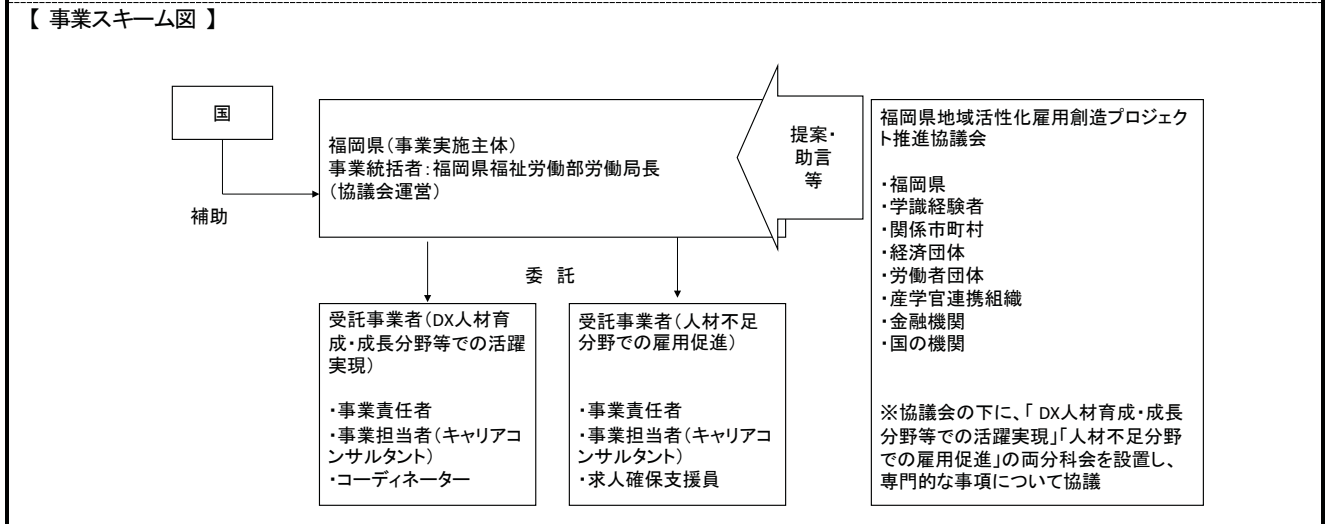 【 事業スキーム図 】
国
補助
福岡県(事業実施主体)
事業統括者:福岡県福祉労働部労働局長
(協議会運営)
提案・
助言
等
委 託
受託事業者(DX人材育
成・成長分野等での活躍
実現)
・事業責任者
・事業担当者(キャリアコ
ンサルタント)
・コーディネーター
受託事業者(人材不足
分野での雇用促進)
・事業責任者
・事業担当者(キャリアコ
ンサルタント)
・求人確保支援員
福岡県地域活性化雇用創造プロジェク
ト推進協議会
・福岡県
・学識経験者
・関係市町村
・経済団体
・労働者団体
・産学官連携組織
・金融機関
・国の機関
※協議会の下に、「 DX人材育成・成長
分野等での活躍実現」「人材不足分野
での雇用促進」の両分科会を設置し、
専門的な事項について協議